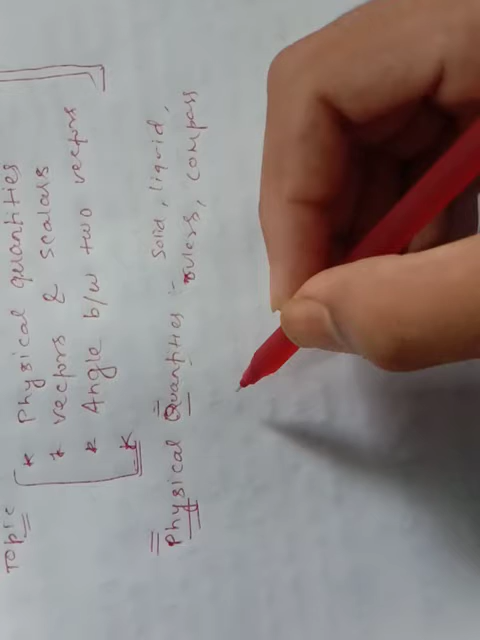 Topic
* Physical quantities
* vectors & scalars
* Angle b/w two vectors
*
Physical Quantities :- Solid, liquid,
rulers, compass